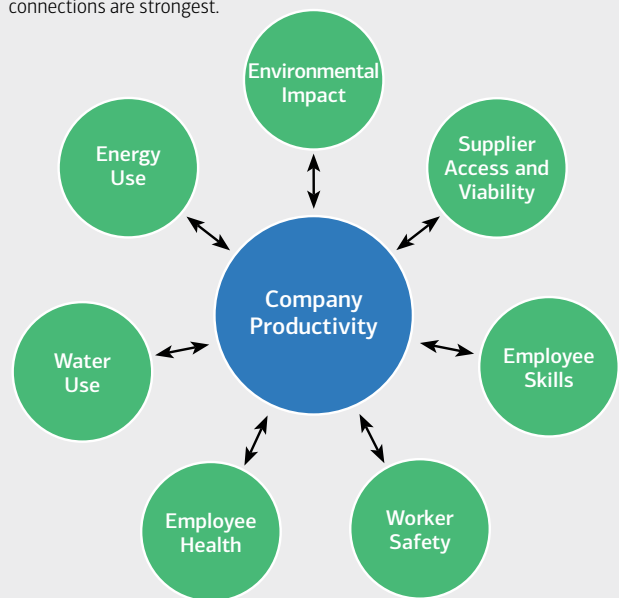 connections are strongest.
Environmental
Impact
Supplier
Access and
Viability
Energy
Use
Company
Productivity
Employee
Skills
Water
Use
Worker
Safety
Employee
Health